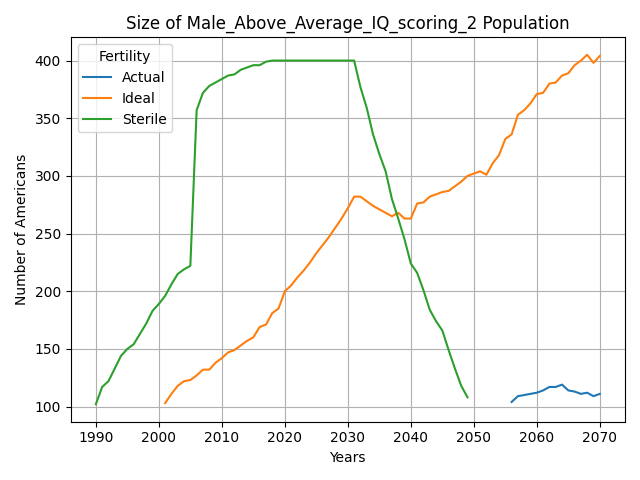 Size of Male_Above_Average_IQ_scoring_2 Population
Fertility
Actual
Ideal
Sterile
Number of Americans
400
350
300
250
200
150
100
1990 2000 2010 2020 2030 2040 2050 2060 2070
Years